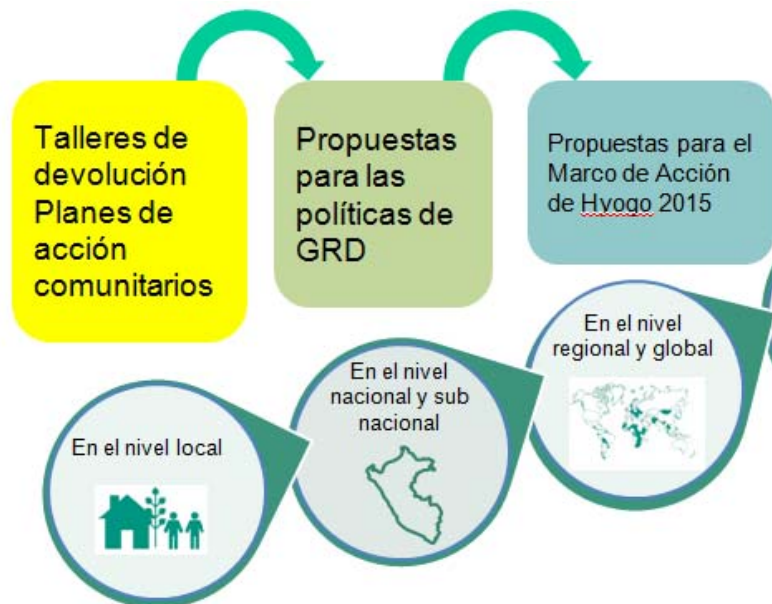 Talleres de
devolución
Planes de
acción
comunitarios
Propuestas
para las
políticas de
GRD
Propuestas para el
Marco de Acción
de Hyogo 2015
En el nivel local
En el nivel
nacional y sub
nacional
En el nivel
regional y global